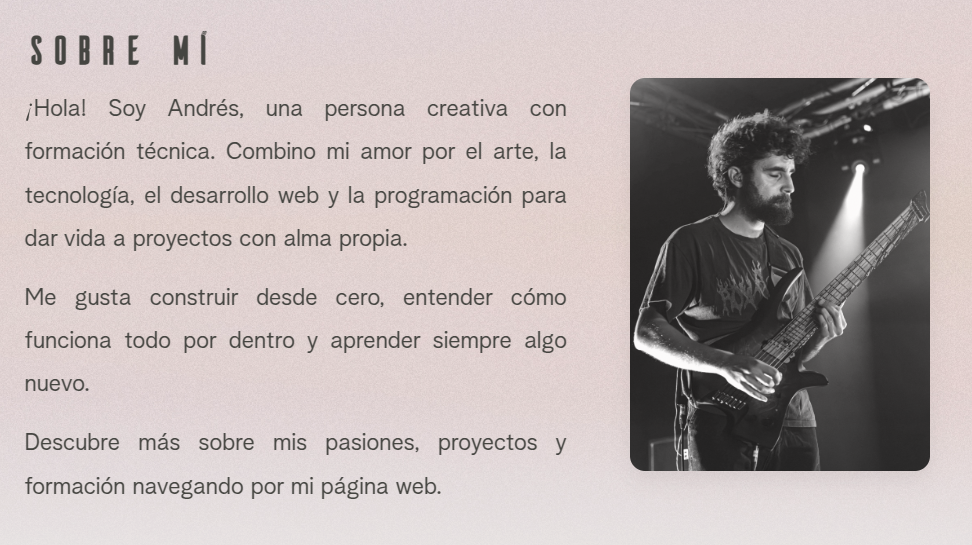 SOBRE MÍ
¡Hola! Soy Andrés, una persona creativa con
formación técnica. Combino mi amor por el arte, la
tecnología, el desarrollo web y la programación para
dar vida a proyectos con alma propia.
Me gusta construir desde cero, entender cómo
funciona todo por dentro y aprender siempre algo
nuevo.
Descubre más sobre mis pasiones, proyectos y
formación navegando por mi página web.